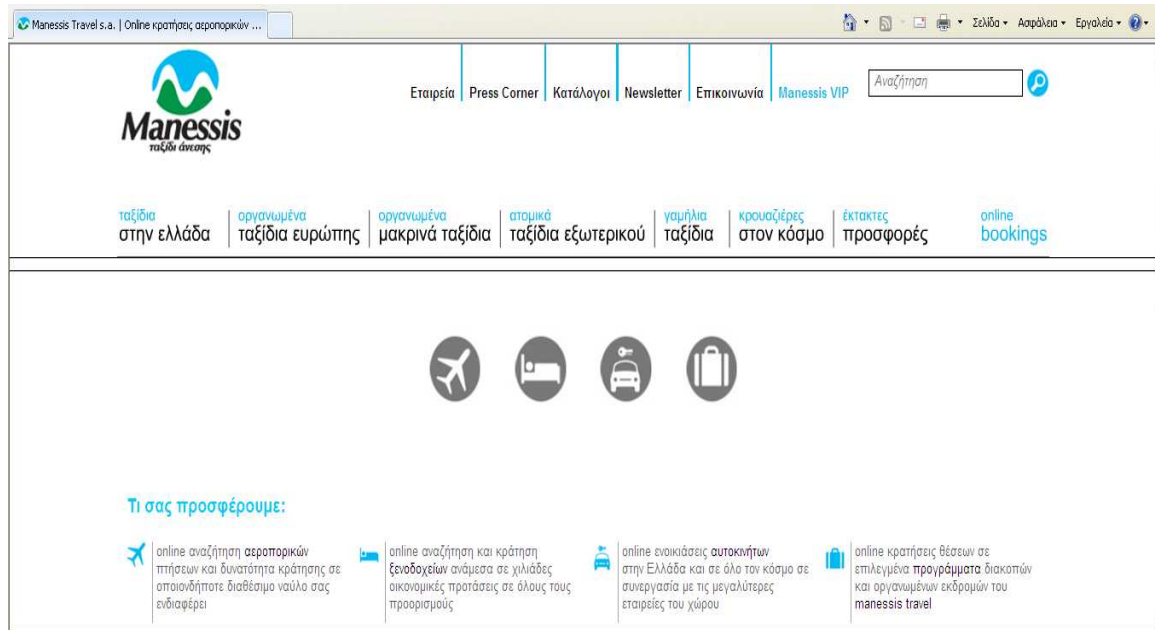 Manessis Travel s.a. | Online κρατήσεις αεροπορικών ...
Σελίδα Ασφάλεια Εργαλεία
Εταιρεία Press Corner Κατάλογοι Newsletter Επικοινωνία Manessis VIP Αναζήτηση
Manessis
ταξίδι άνεσης
ταξίδια
στην ελλάδα
οργανωμένα
ταξίδια ευρώπης
οργανωμένα
μακρινά ταξίδια
ατομικά
ταξίδια εξωτερικού
γαμήλια
ταξίδια
κρουαζιέρες
στον κόσμο
έκτακτες
προσφορές
online
bookings
Τι σας προσφέρουμε:
online αναζήτηση αεροπορικών
πτήσεων και δυνατότητα κράτησης σε
οποιονδήποτε διαθέσιμο ναύλο σας
ενδιαφέρει
online αναζήτηση και κράτηση
ξενοδοχείων ανάμεσα σε χιλιάδες
οικονομικές προτάσεις σε όλους τους
προορισμούς
online ενοικιάσεις αυτοκινήτων
στην Ελλάδα και σε όλο τον κόσμο σε
συνεργασία με τις μεγαλύτερες
εταιρείες του χώρου
online κρατήσεις θέσεων σε
επιλεγμένα προγράμματα διακοπών
και οργανωμένων εκδρομών του
manessis travel